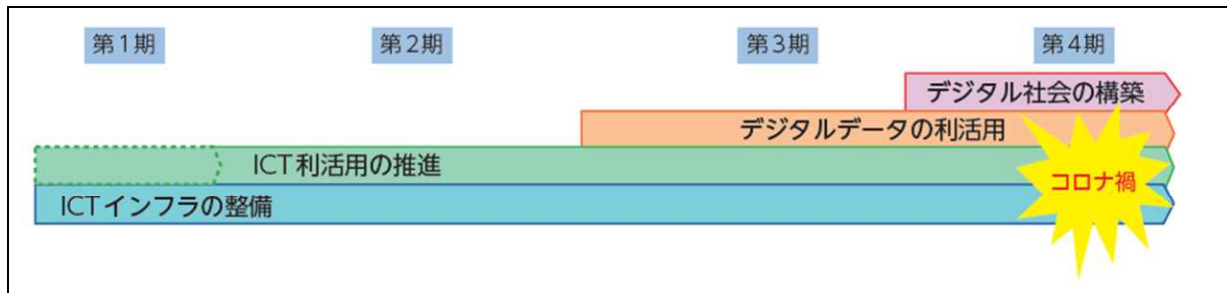 第1期 第2期 第3期 第4期
デジタル社会の構築
デジタルデータの利活用
ICT利活用の推進
コロナ禍
ICTインフラの整備